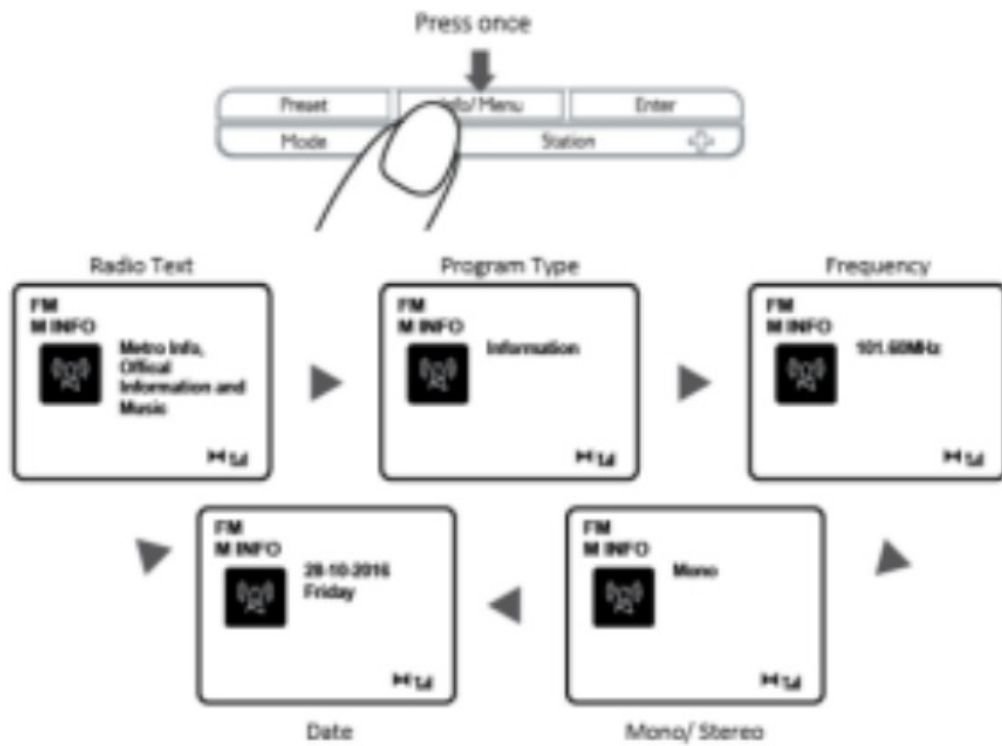 Press once
Preset
Info/ Menu
Enter
Mode
Station
Radio Text
Program Type
Frequency
FM
M INFO
Metro Info,
Offical
Information and
Music
FM
M INFO
Information
FM
M INFO
101.60MHz
FM
M INFO
28-10-2016
Friday
FM
M INFO
Mono
Date
Mono/ Stereo